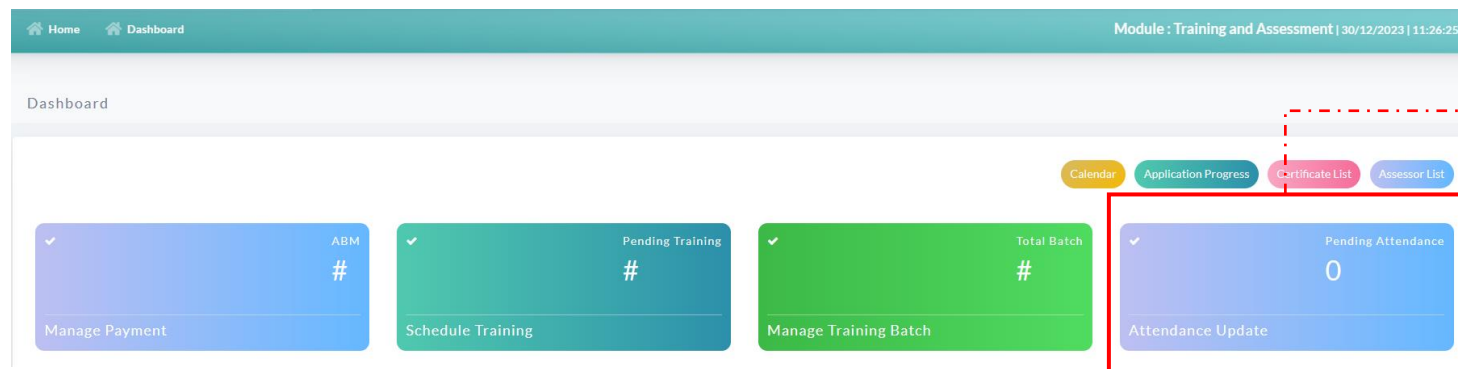 Home Dashboard Module : Training and Assessment | 30/12/2023 | 11:26:25
Dashboard
Calendar Application Progress Certificate List Assessor List
ABM Pending Training Total Batch Pending Attendance
# # # 0
Manage Payment Schedule Training Manage Training Batch Attendance Update